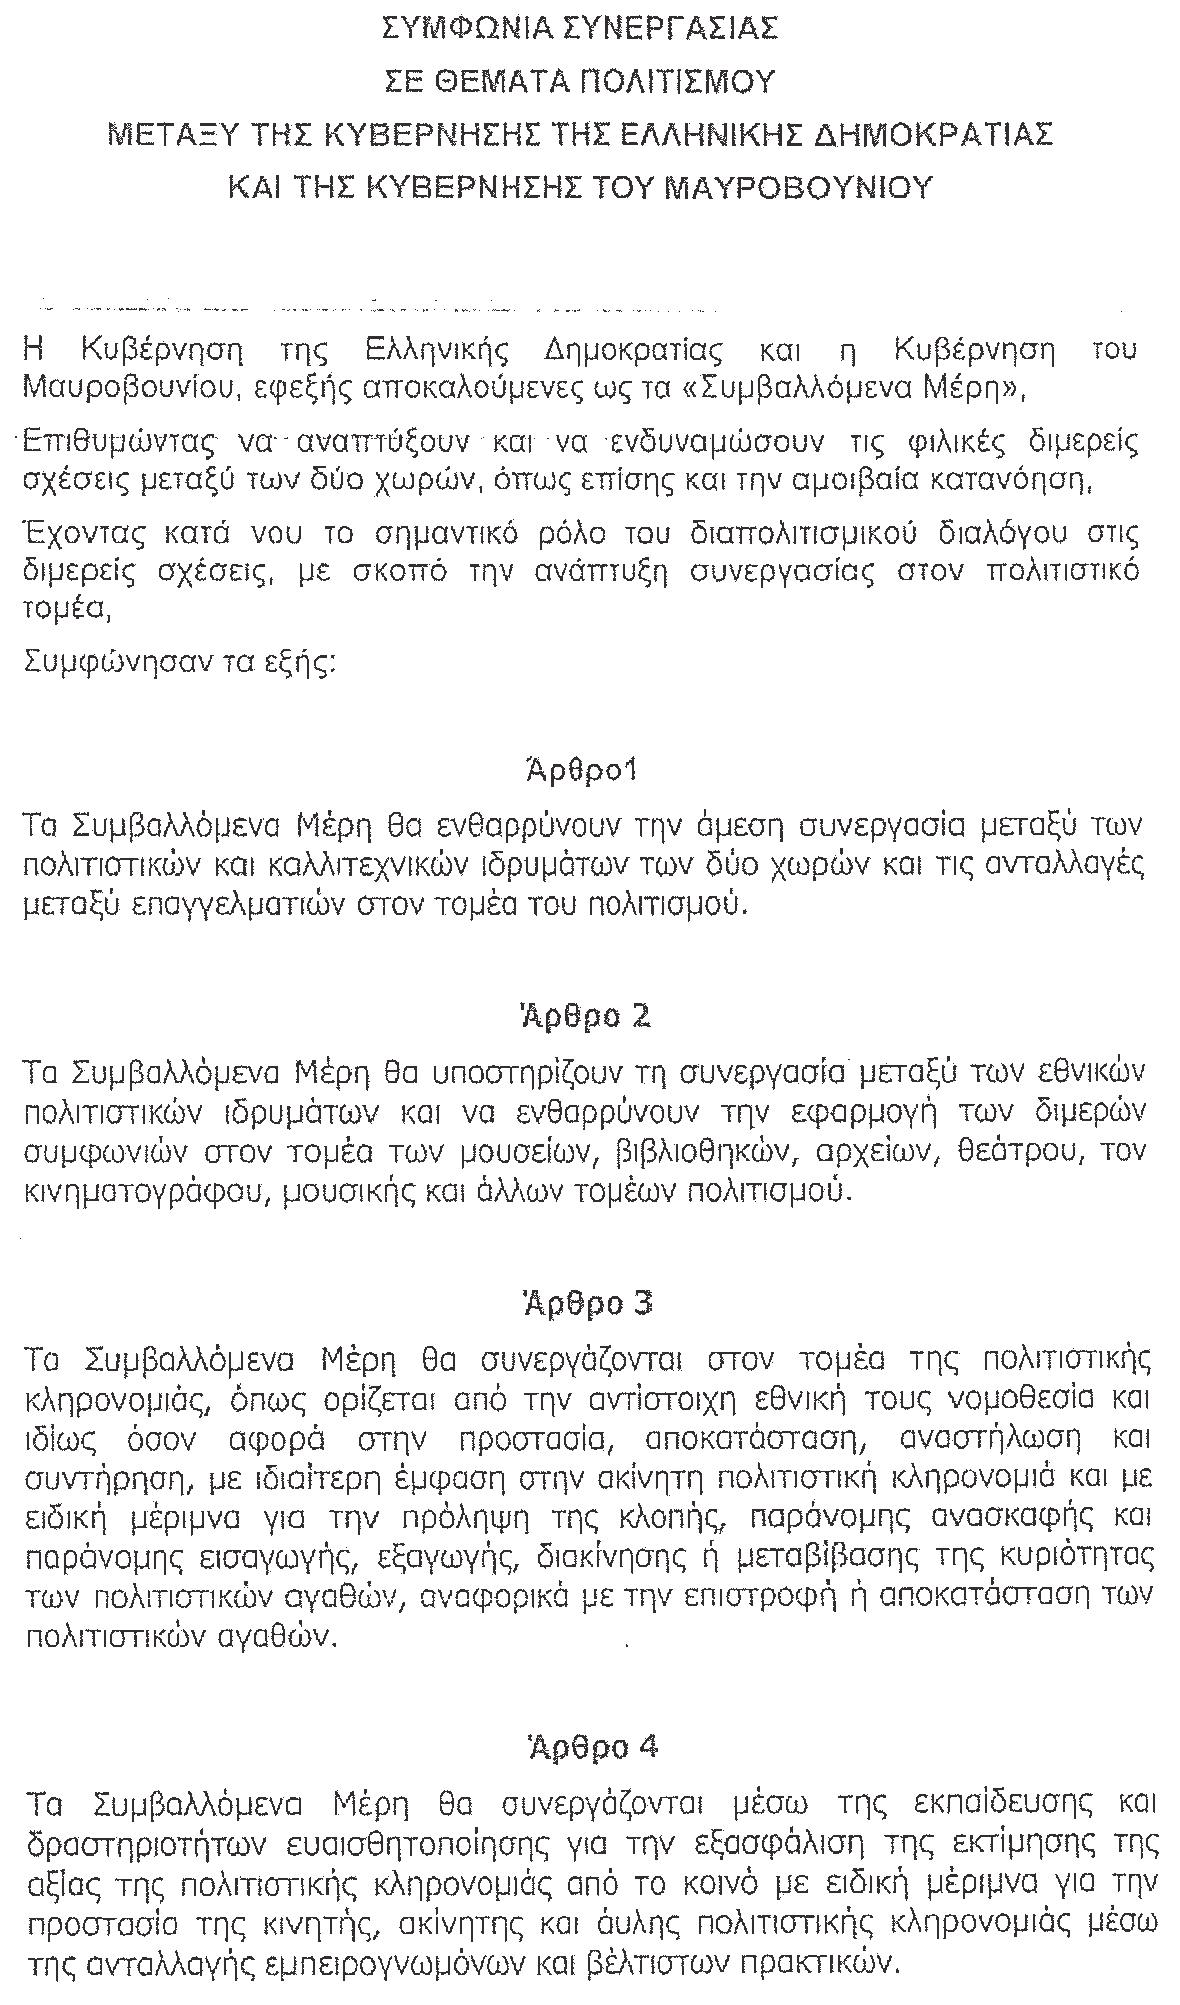 ΣΥΜΦΩΝΙΑ ΣΥΝΕΡΓΑΣΙΑΣ
ΣΕ ΘΕΜΑΤΑ ΠΟΛΙΤΙΣΜΟΥ
ΜΕΤΑΞΥ ΤΗΣ ΚΥΒΕΡΝΗΣΗΣ ΤΗΣ ΕΛΛΗΝΙΚΗΣ ΔΗΜΟΚΡΑΤΙΑΣ
ΚΑΙ ΤΗΣ ΚΥΒΕΡΝΗΣΗΣ ΤΟΥ ΜΑΥΡΟΒΟΥΝΙΟΥ
Η Κυβέρνηση της Ελληνικής Δημοκρατίας και η Κυβέρνηση του
Μαυροβουνίου, εφεξής αποκαλούμενες ως τα «Συμβαλλόμενα Μέρη»,
Επιθυμώντας να αναπτύξουν και να ενδυναμώσουν τις φιλικές διμερείς
σχέσεις μεταξύ των δύο χωρών, όπως επίσης και την αμοιβαία κατανόηση,
Έχοντας κατά νου το σημαντικό ρόλο του διαπολιτισμικού διαλόγου στις
διμερείς σχέσεις, με σκοπό την ανάπτυξη συνεργασίας στον πολιτιστικό
τομέα,
Συμφώνησαν τα εξής:
Άρθρο1
Τα Συμβαλλόμενα Μέρη θα ενθαρρύνουν την άμεση συνεργασία μεταξύ των
πολιτιστικών και καλλιτεχνικών ιδρυμάτων των δύο χωρών και τις ανταλλαγές
μεταξύ επαγγελματιών στον τομέα του πολιτισμού.
Άρθρο 2
Τα Συμβαλλόμενα Μέρη θα υποστηρίζουν τη συνεργασία μεταξύ των εθνικών
πολιτιστικών ιδρυμάτων και να ενθαρρύνουν την εφαρμογή των διμερών
συμφωνιών στον τομέα των μουσείων, βιβλιοθηκών, αρχείων, θεάτρου, τον
κινηματογράφου, μουσικής και άλλων τομέων πολιτισμού.
Άρθρο 3
Τα Συμβαλλόμενα Μέρη θα συνεργάζονται στον τομέα της πολιτιστικής
κληρονομιάς, όπως ορίζεται από την αντίστοιχη εθνική τους νομοθεσία και
ιδίως όσον αφορά στην προστασία, αποκατάσταση, αναστήλωση και
συντήρηση, με ιδιαίτερη έμφαση στην ακίνητη πολιτιστική κληρονομιά και με
ειδική μέριμνα για την πρόληψη της κλοπής, παράνομης ανασκαφής και
παράνομης εισαγωγής, εξαγωγής, διακίνησης ή μεταβίβασης της κυριότητας
των πολιτιστικών αγαθών, αναφορικά με την επιστροφή ή αποκατάσταση των
πολιτιστικών αγαθών.
Άρθρο 4
Τα Συμβαλλόμενα Μέρη θα συνεργάζονται μέσω της εκπαίδευσης και
δραστηριοτήτων ευαισθητοποίησης για την εξασφάλιση της εκτίμησης της
αξίας της πολιτιστικής κληρονομιάς από το κοινό με ειδική μέριμνα για την
προστασία της κινητής, ακίνητης και άυλης πολιτιστικής κληρονομιάς μέσω
της ανταλλαγής εμπειρογνωμόνων και βέλτιστων πρακτικών.